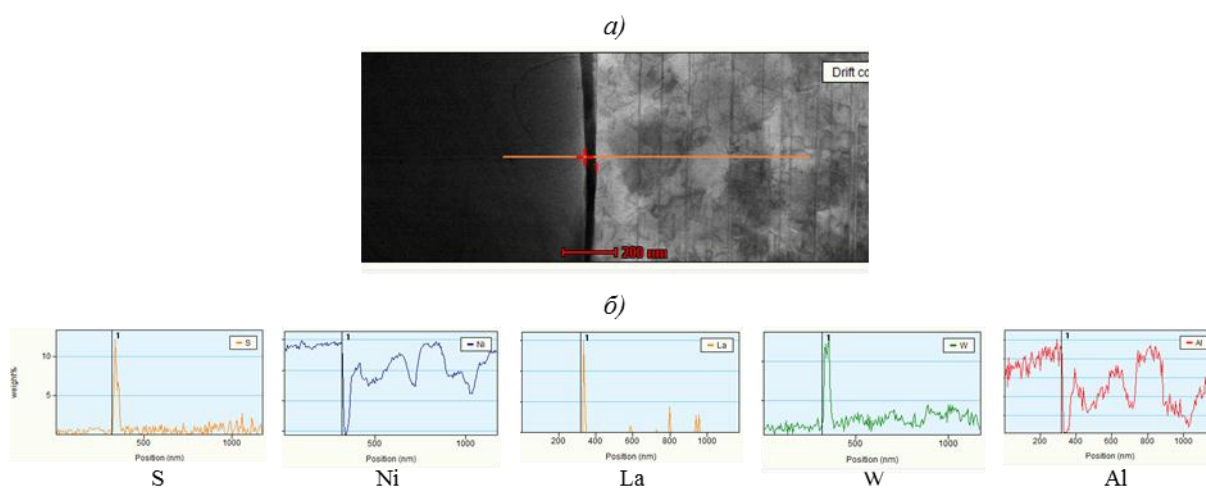 а)
Drift co
200 nm
б)
1
S
weight%
10
5
500
1000
Position (nm)
S
1
Ni
500
1000
Position (nm)
Ni
1
La
200
400
600
800
1000
Position (nm)
La
1
W
500
1000
Position (nm)
W
1
Al
200
400
600
800
1000
Position (nm)
Al